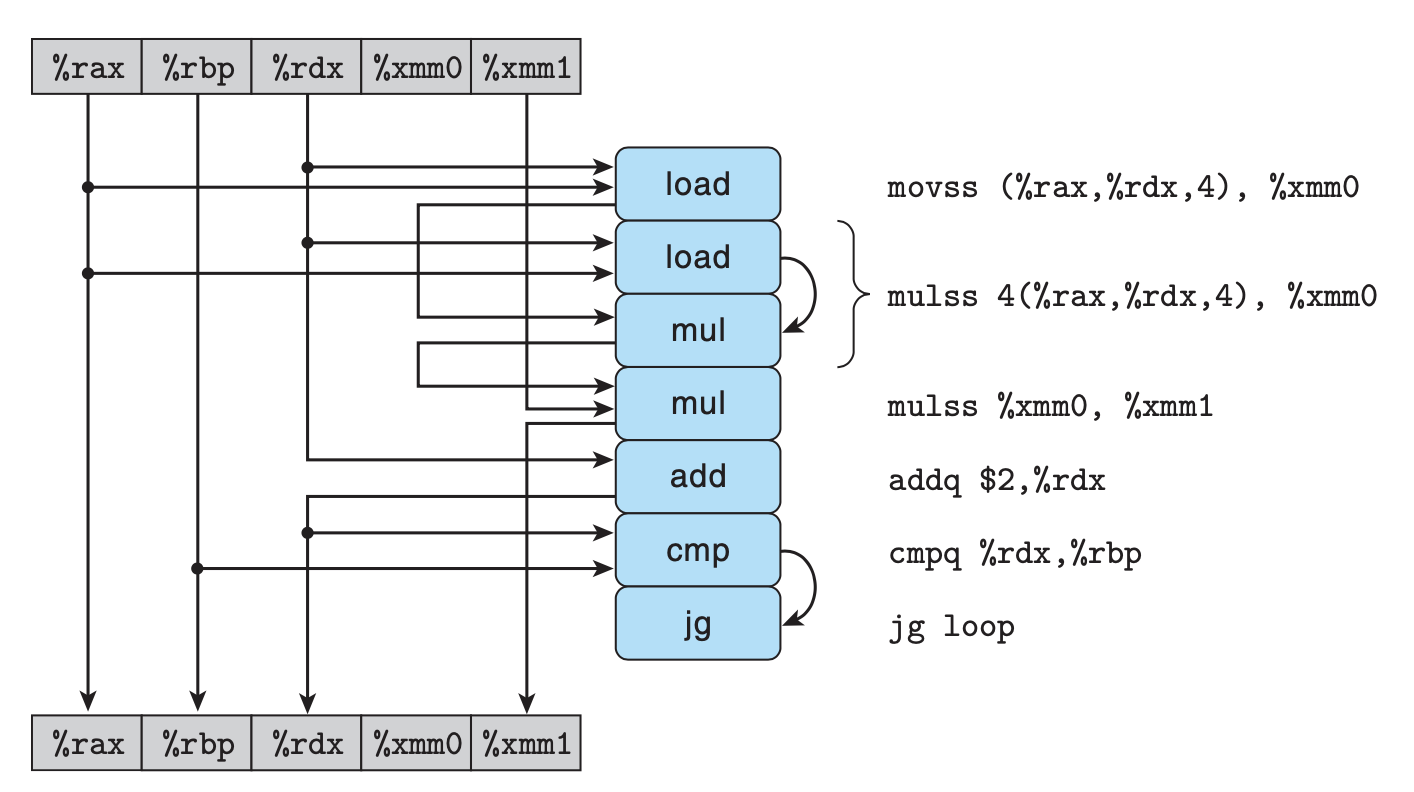 %rax %rbp %rdx %xmm0 %xmm1
load movss (%rax,%rdx,4), %xmm0
load
mulss 4(%rax,%rdx,4), %xmm0
mul
mul mulss %xmm0, %xmm1
add addq $2,%rdx
cmp cmpq %rdx,%rbp
jg jg loop
%rax %rbp %rdx %xmm0 %xmm1